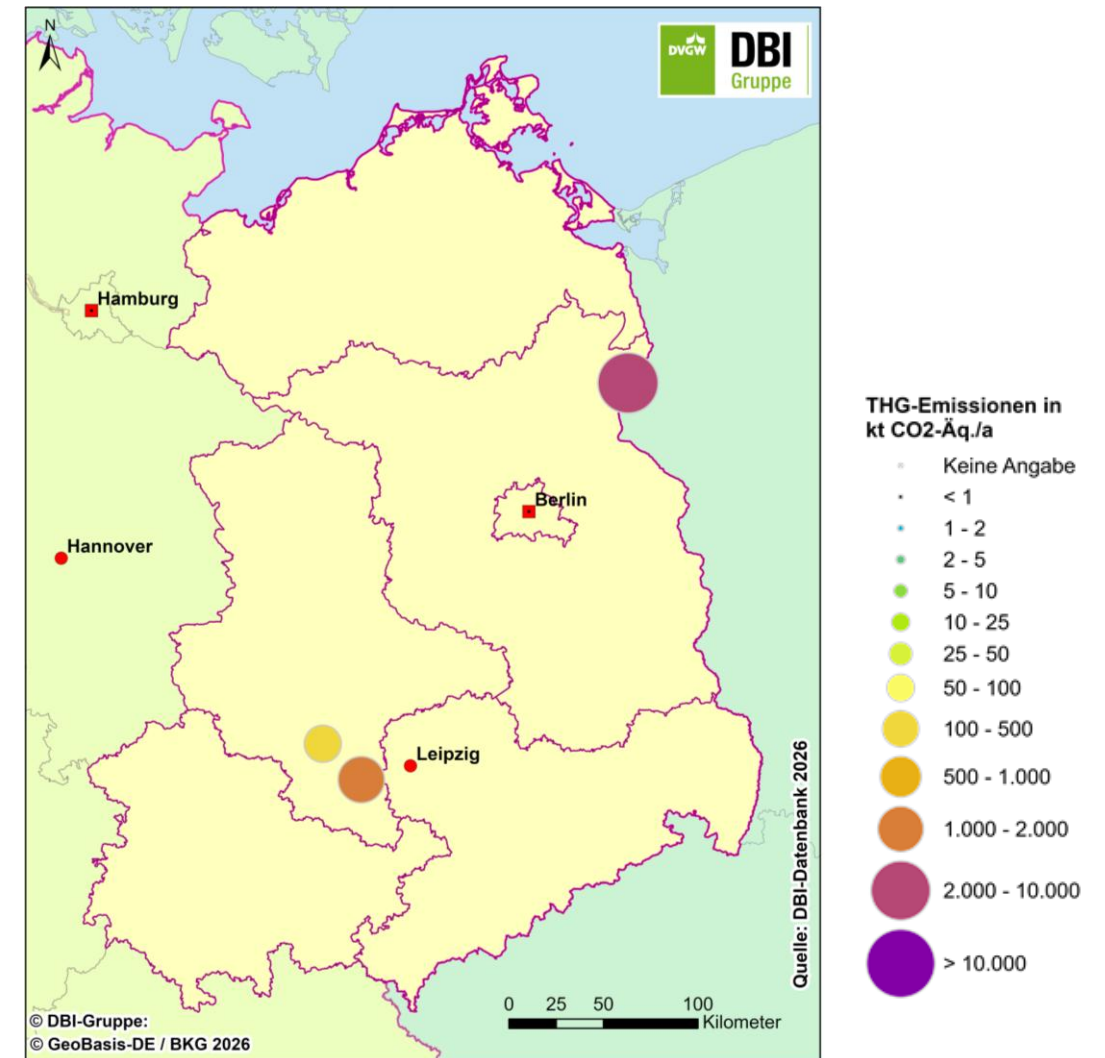 N
DVGW
DBI
Gruppe
Hamburg
Berlin
Hannover
Leipzig
Quelle: DBI-Datenbank 2026
0 25 50 100
Kilometer
© DBI-Gruppe:
© GeoBasis-DE / BKG 2026
THG-Emissionen in
kt CO2-Äq./a
Keine Angabe
< 1
1 - 2
2 - 5
5 - 10
10 - 25
25 - 50
50 - 100
100 - 500
500 - 1.000
1.000 - 2.000
2.000 - 10.000
> 10.000